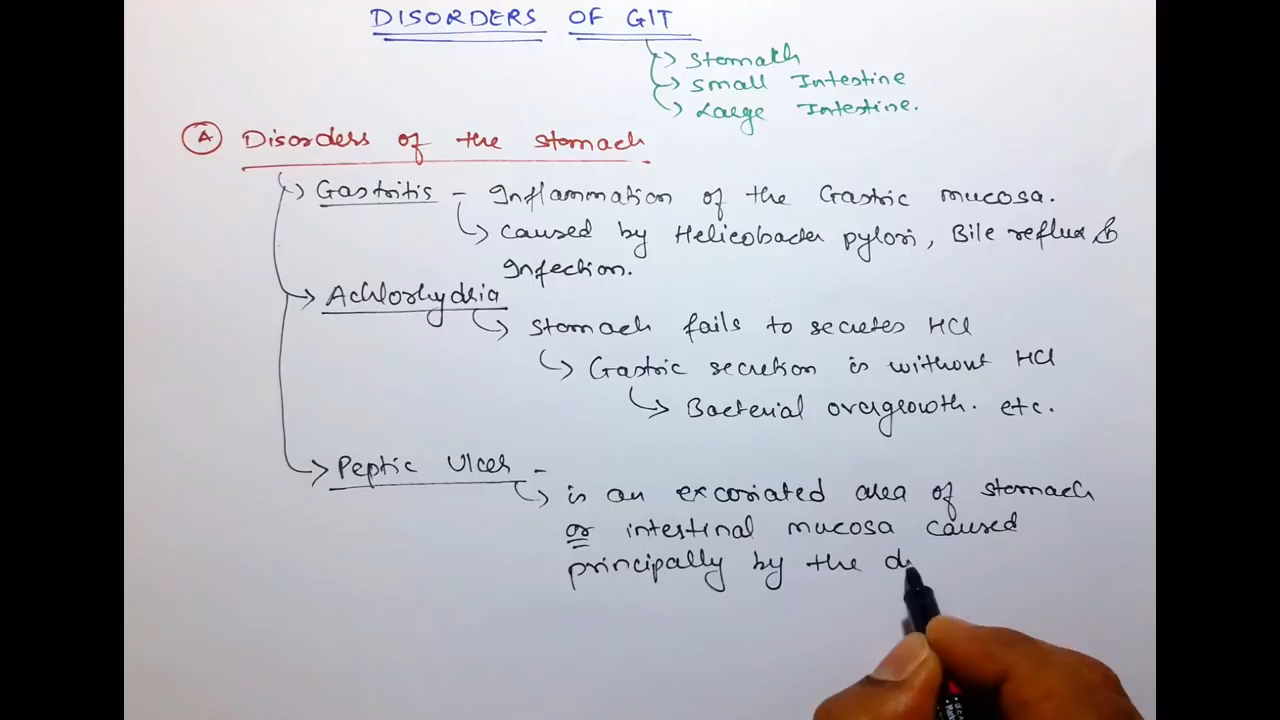 DISORDERS OF GIT
Stomach
Small Intestine
Large Intestine.
A Disorders of the stomach
Gastritis - Inflammation of the Gastric mucosa.
caused by Helicobacter pylori, Bile reflux &
Infection.
Achlorhydria
Stomach fails to secretes HCl
Gastric secretion is without HCl
Bacterial overgrowth. etc.
Peptic Ulcer -
is an excoriated area of stomach
or intestinal mucosa caused
principally by the d